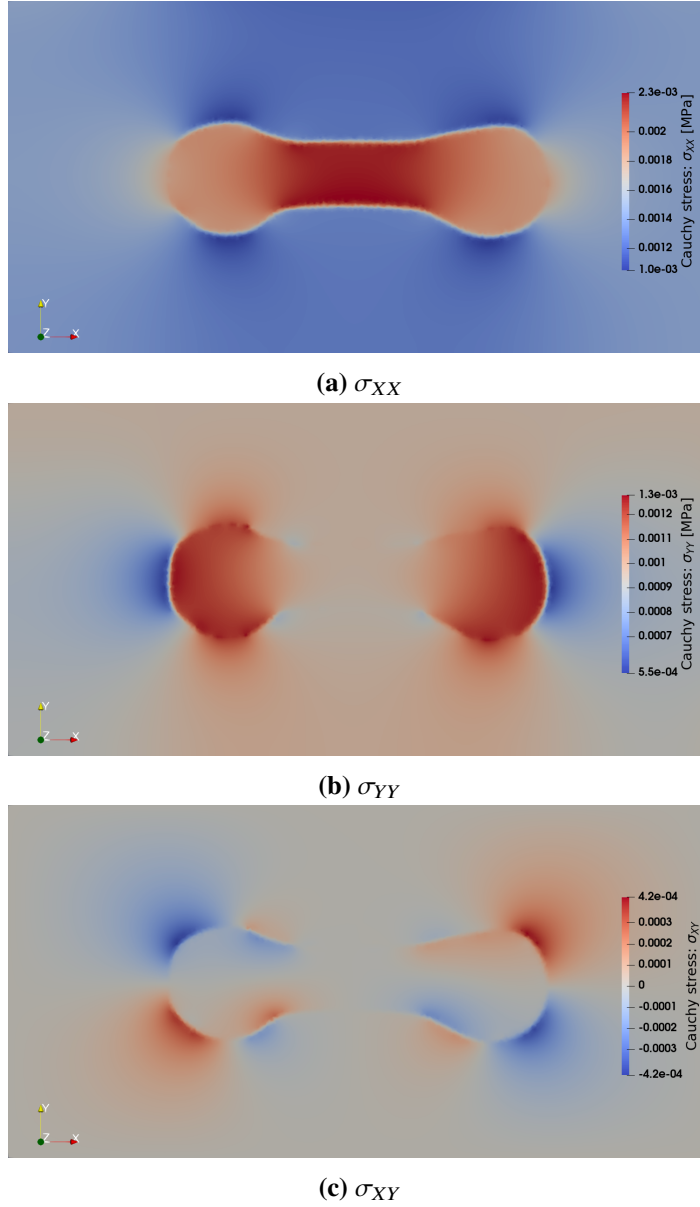 2.3e-03
0.002
0.0018
0.0016
0.0014
0.0012
1.0e-03
Cauchy stress: σXX [MPa]
Y
Z X
(a) σXX
1.3e-03
0.0012
0.0011
0.001
0.0009
0.0008
0.0007
5.5e-04
Cauchy stress: σYY [MPa]
Y
Z X
(b) σYY
4.2e-04
0.0003
0.0002
0.0001
0
-0.0001
-0.0002
-0.0003
-4.2e-04
Cauchy stress: σXY
Y
Z X
(c) σXY